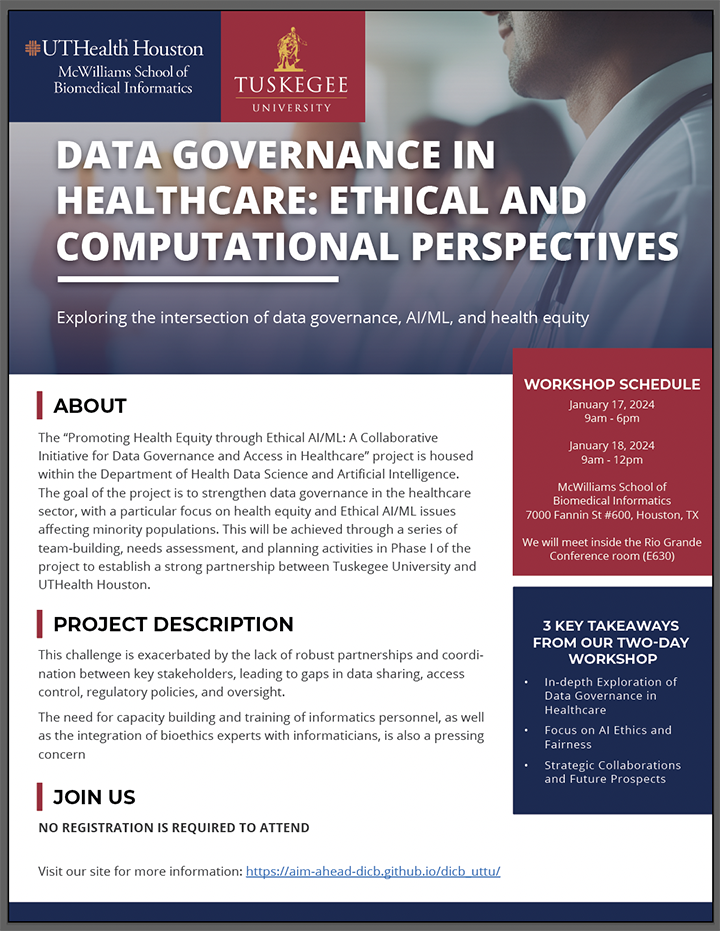 UTHealth Houston
McWilliams School of
Biomedical Informatics
TUSKEGEE
UNIVERSITY
DATA GOVERNANCE IN
HEALTHCARE: ETHICAL AND
COMPUTATIONAL PERSPECTIVES
Exploring the intersection of data governance, AI/ML, and health equity
ABOUT
The “Promoting Health Equity through Ethical AI/ML: A Collaborative
Initiative for Data Governance and Access in Healthcare” project is housed
within the Department of Health Data Science and Artificial Intelligence.
The goal of the project is to strengthen data governance in the healthcare
sector, with a particular focus on health equity and Ethical AI/ML issues
affecting minority populations. This will be achieved through a series of
team-building, needs assessment, and planning activities in Phase I of the
project to establish a strong partnership between Tuskegee University and
UTHealth Houston.
PROJECT DESCRIPTION
This challenge is exacerbated by the lack of robust partnerships and coordi-
nation between key stakeholders, leading to gaps in data sharing, access
control, regulatory policies, and oversight.
The need for capacity building and training of informatics personnel, as well
as the integration of bioethics experts with informaticians, is also a pressing
concern
JOIN US
NO REGISTRATION IS REQUIRED TO ATTEND
Visit our site for more information: https://aim-ahead-dicb.github.io/dicb_uttu/
WORKSHOP SCHEDULE
January 17, 2024
9am - 6pm
January 18, 2024
9am - 12pm
McWilliams School of
Biomedical Informatics
7000 Fannin St #600, Houston, TX
We will meet inside the Rio Grande
Conference room (E630)
3 KEY TAKEAWAYS
FROM OUR TWO-DAY
WORKSHOP
• In-depth Exploration of
Data Governance in
Healthcare
• Focus on AI Ethics and
Fairness
• Strategic Collaborations
and Future Prospects